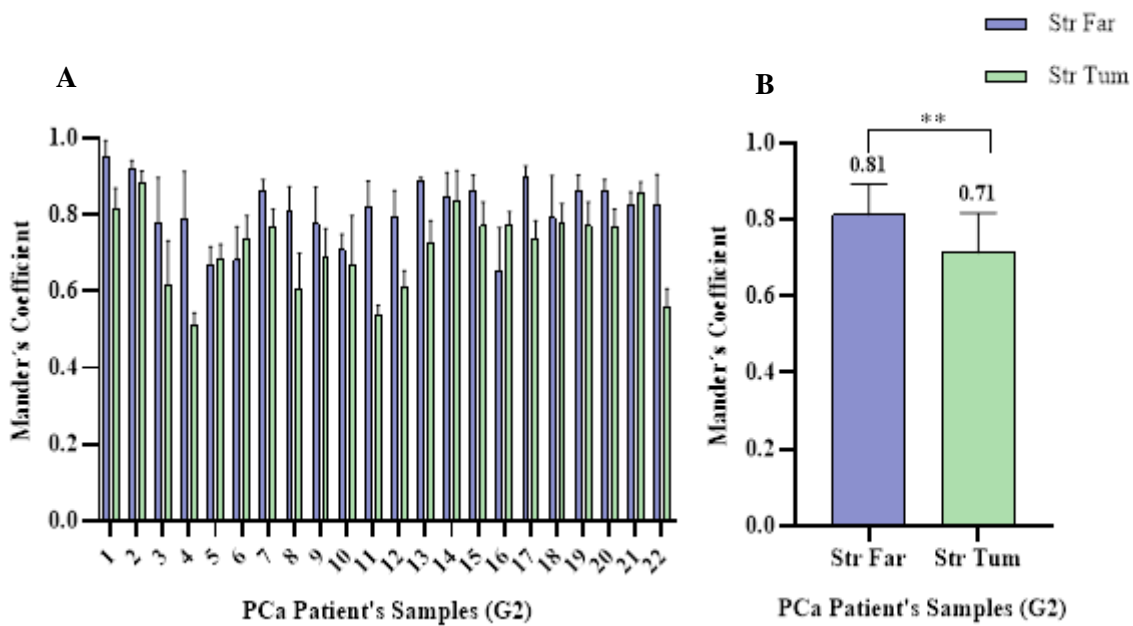 Str Far
Str Tum
A
B
Mander´s Coefficient
1.0
0.8
0.6
0.4
0.2
0.0
1 2 3 4 5 6 7 8 9 10 11 12 13 14 15 16 17 18 19 20 21 22
PCa Patient's Samples (G2)
Mander´s Coefficient
1.0
0.8
0.6
0.4
0.2
0.0
**
0.81
0.71
Str Far Str Tum
PCa Patient's Samples (G2)